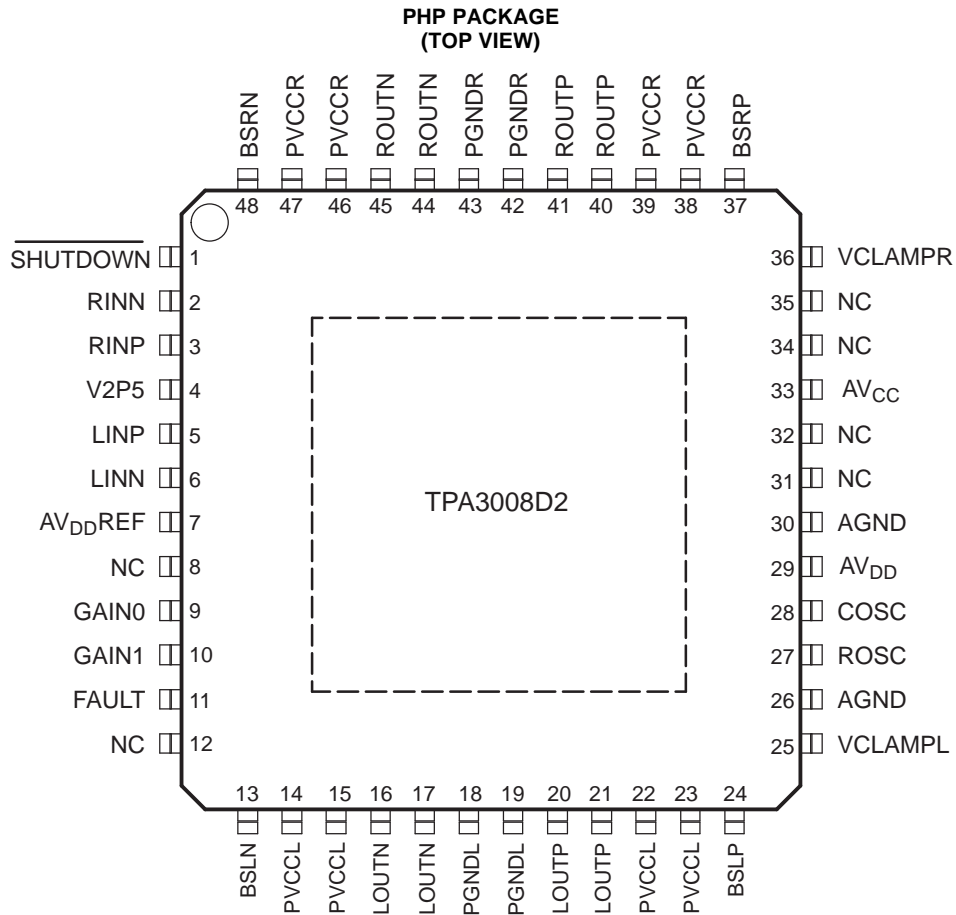 PHP PACKAGE
(TOP VIEW)
BSRN
PVCCR
PVCCR
ROUTN
ROUTN
PGNDR
PGNDR
ROUTP
ROUTP
PVCCR
PVCCR
BSRP
48 47 46 45 44 43 42 41 40 39 38 37
SHUTDOWN 1
RINN 2
RINP 3
V2P5 4
LINP 5
LINN 6
AVDDREF 7
NC 8
GAIN0 9
GAIN1 10
FAULT 11
NC 12
TPA3008D2
36 VCLAMPR
35 NC
34 NC
33 AVCC
32 NC
31 NC
30 AGND
29 AVDD
28 COSC
27 ROSC
26 AGND
25 VCLAMPL
13 14 15 16 17 18 19 20 21 22 23 24
BSLN
PVCCL
PVCCL
LOUTN
LOUTN
PGNDL
PGNDL
LOUTP
LOUTP
PVCCL
PVCCL
BSLP